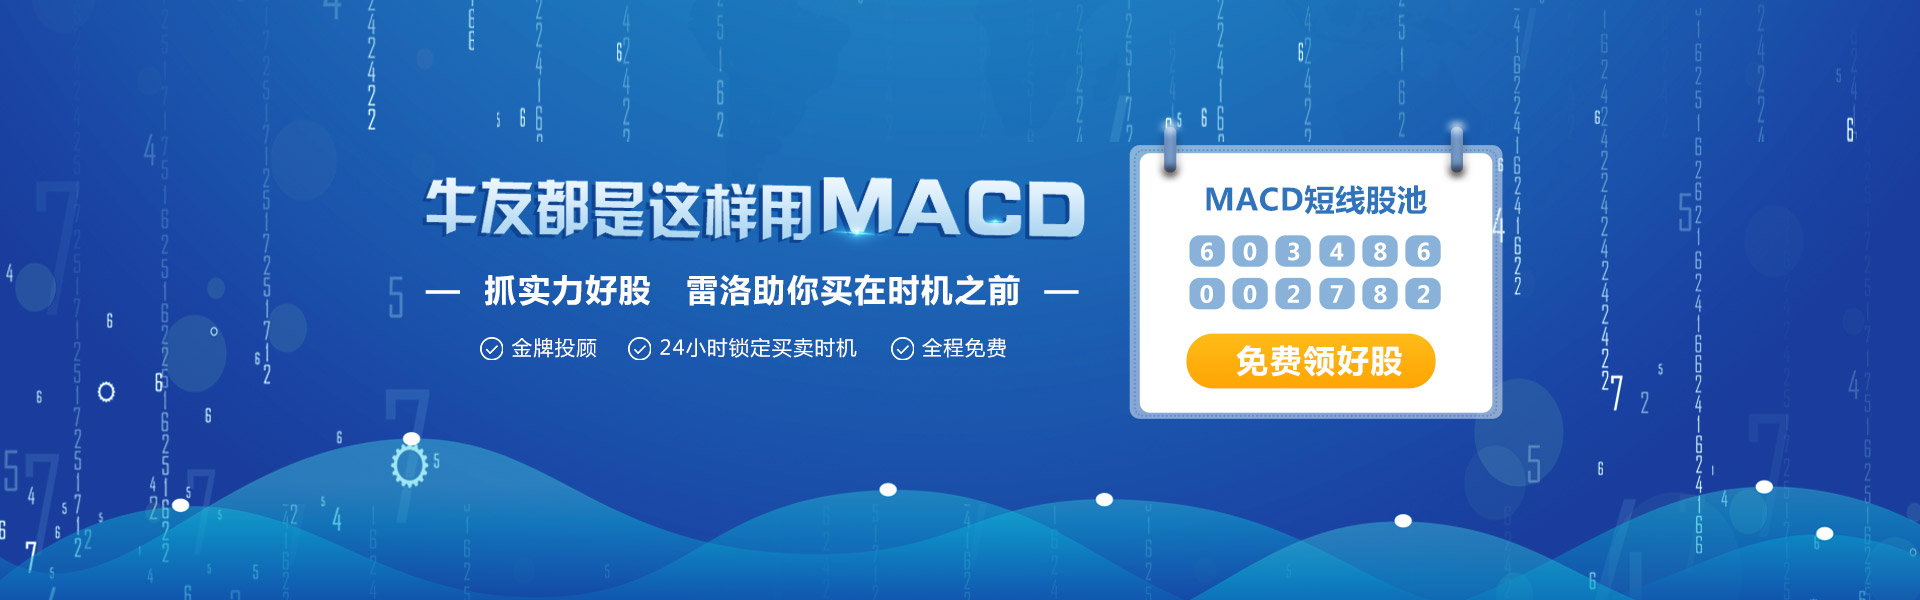 牛友都是这样用MACD
— 抓实力好股 雷洛助你买在时机之前 —
金牌投顾 24小时锁定买卖时机 全程免费
MACD短线股池
603486
002782
免费领好股